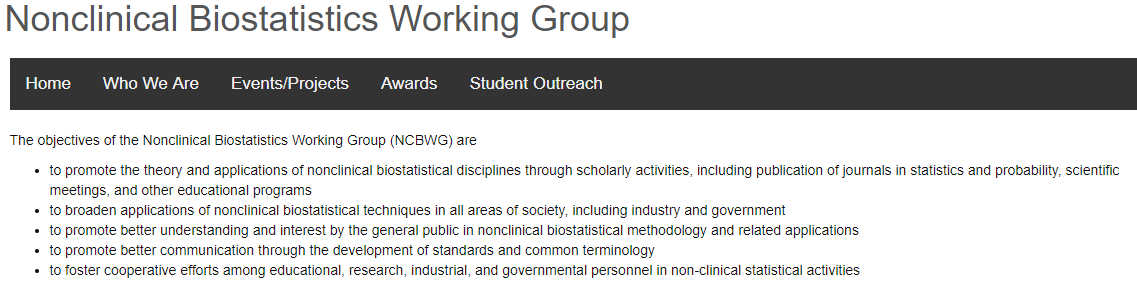 Nonclinical Biostatistics Working Group
Home Who We Are Events/Projects Awards Student Outreach
The objectives of the Nonclinical Biostatistics Working Group (NCBWG) are
• to promote the theory and applications of nonclinical biostatistical disciplines through scholarly activities, including publication of journals in statistics and probability, scientific
meetings, and other educational programs
• to broaden applications of nonclinical biostatistical techniques in all areas of society, including industry and government
• to promote better understanding and interest by the general public in nonclinical biostatistical methodology and related applications
• to promote better communication through the development of standards and common terminology
• to foster cooperative efforts among educational, research, industrial, and governmental personnel in non-clinical statistical activities